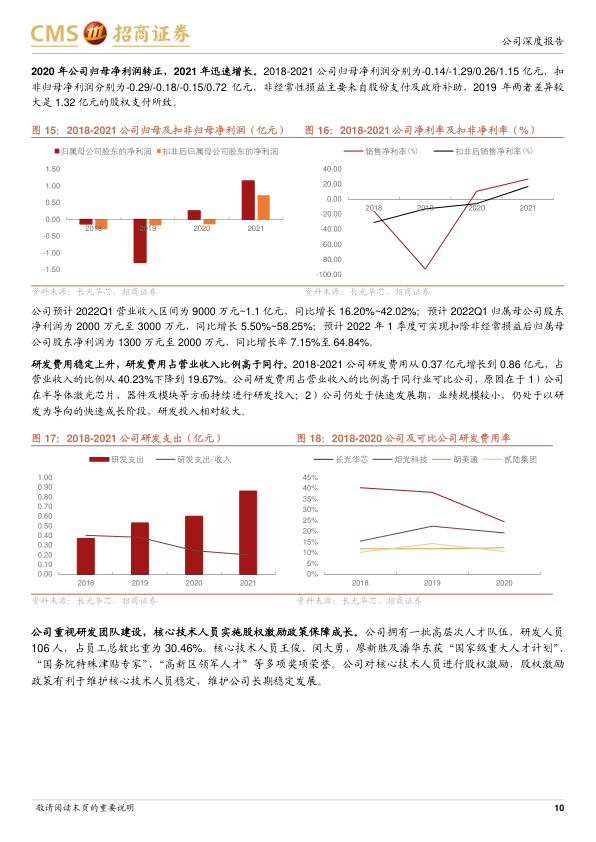 CMS 招商证券
公司深度报告
2020 年公司归母净利润转正，2021 年迅速增长。2018-2021 公司归母净利润分别为-0.14/-1.29/0.26/1.15 亿元，扣
非归母净利润分别为-0.29/-0.18/-0.15/0.72 亿元，非经常性损益主要来自股份支付及政府补助，2019 年两者差异较
大是 1.32 亿元的股权支付所致。
图 15：2018-2021 公司归母及扣非归母净利润（亿元）
归属母公司股东的净利润 扣非后归属母公司股东的净利润
1.50
1.00
0.50
0.00
-0.50
-1.00
-1.50
2018 2019 2020 2021
资料来源：长光华芯、招商证券
图 16：2018-2021 公司净利率及扣非净利率（%）
销售净利率(%) 扣非后销售净利率(%)
40.00
20.00
0.00
-20.00
-40.00
-60.00
-80.00
-100.00
2018 2019 2020 2021
资料来源：长光华芯、招商证券
公司预计 2022Q1 营业收入区间为 9000 万元~1.1 亿元，同比增长 16.20%~42.02%；预计 2022Q1 归属母公司股东
净利润为 2000 万元至 3000 万元，同比增长 5.50%~58.25%；预计 2022 年 1 季度可实现扣除非经常损益后归属母
公司股东净利润为 1300 万元至 2000 万元，同比增长率 7.15%至 64.84%。
研发费用稳定上升，研发费用占营业收入比例高于同行。2018-2021 公司研发费用从 0.37 亿元增长到 0.86 亿元，占
营业收入的比例从 40.23%下降到 19.67%。公司研发费用占营业收入的比例高于同行业可比公司，原因在于 1）公司
在半导体激光芯片、器件及模块等方面持续进行研发投入；2）公司仍处于快速发展期，业绩规模较小，仍处于以研
发为导向的快速成长阶段，研发投入相对较大。
图 17：2018-2021 公司研发支出（亿元）
研发支出 研发支出/收入
1.00
0.90
0.80
0.70
0.60
0.50
0.40
0.30
0.20
0.10
0.00
2018 2019 2020 2021
资料来源：长光华芯、招商证券
图 18：2018-2020 公司及可比公司研发费用率
长光华芯 炬光科技 朗美通 贰陆集团
45%
40%
35%
30%
25%
20%
15%
10%
5%
0%
2018 2019 2020
资料来源：长光华芯、招商证券
公司重视研发团队建设，核心技术人员实施股权激励政策保障成长。公司拥有一批高层次人才队伍，研发人员
106 人，占员工总数比重为 30.46%。核心技术人员王俊、闵大勇、廖新胜及潘华东获“国家级重大人才计划”、
“国务院特殊津贴专家”、“高新区领军人才”等多项奖项荣誉。公司对核心技术人员进行股权激励，股权激励
政策有利于维护核心技术人员稳定，维护公司长期稳定发展。
敬请阅读末页的重要说明
10